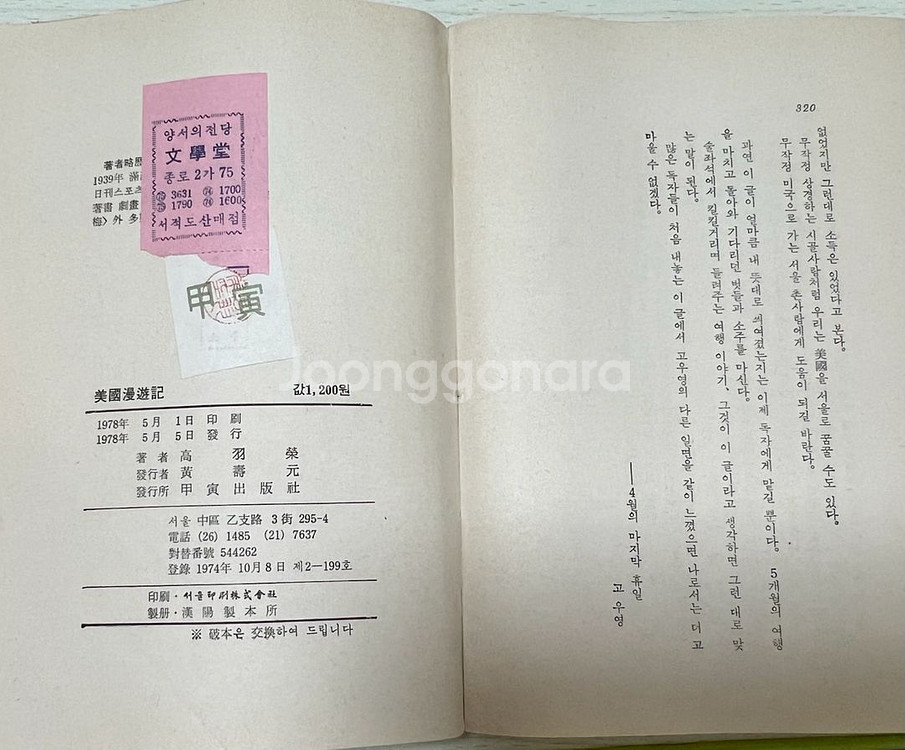 320
없었지만 그런대로 소득은 있었다고 본다.
무작정 상경하는 시골사람처럼 우리는 美國을 서울로 꿈꿀 수도 있다.
무작정 미국으로 가는 서울 촌사람에게 도움이 되길 바란다.
과연 이 글이 얼마큼 내 뜻대로 씌여졌는지는 이제 독자에게 맡길 뿐이다. 5개월의 여행
을 마치고 돌아와 기다리던 벗들과 소주를 마신다.
술좌석에서 킬킬거리며 들려주는 여행 이야기, 그것이 이 글이라고 생각하면 그런 대로 맞
는 말이 된다.
많은 독자들이 처음 내놓는 이 글에서 고우영의 다른 일면을 같이 느꼈으면 나로서는 더 고
마울 수 없겠다.
──4월의 마지막 휴일
고우영
著者略歷
1939年 滿
日刊스포츠
著書 劇畫
梅> 外 多
양서의전당
文學堂
종로 2가 75
3631 1700
1790 1600
서적도산매점
甲寅
美國漫遊記 값1,200원
1978年 5月 1日 印刷
1978年 5月 5日 發行
著者 高羽榮
發行者 黃壽元
發行所 甲寅出版社
서울 中區 乙支路 3街 295-4
電話 (26) 1485 (21) 7637
對替番號 544262
登錄 1974年 10月 8日 제2—199호
印刷·서울印刷株式會社
製册·漢陽製本所
※ 破本은 交換하여 드립니다
Joonggonara